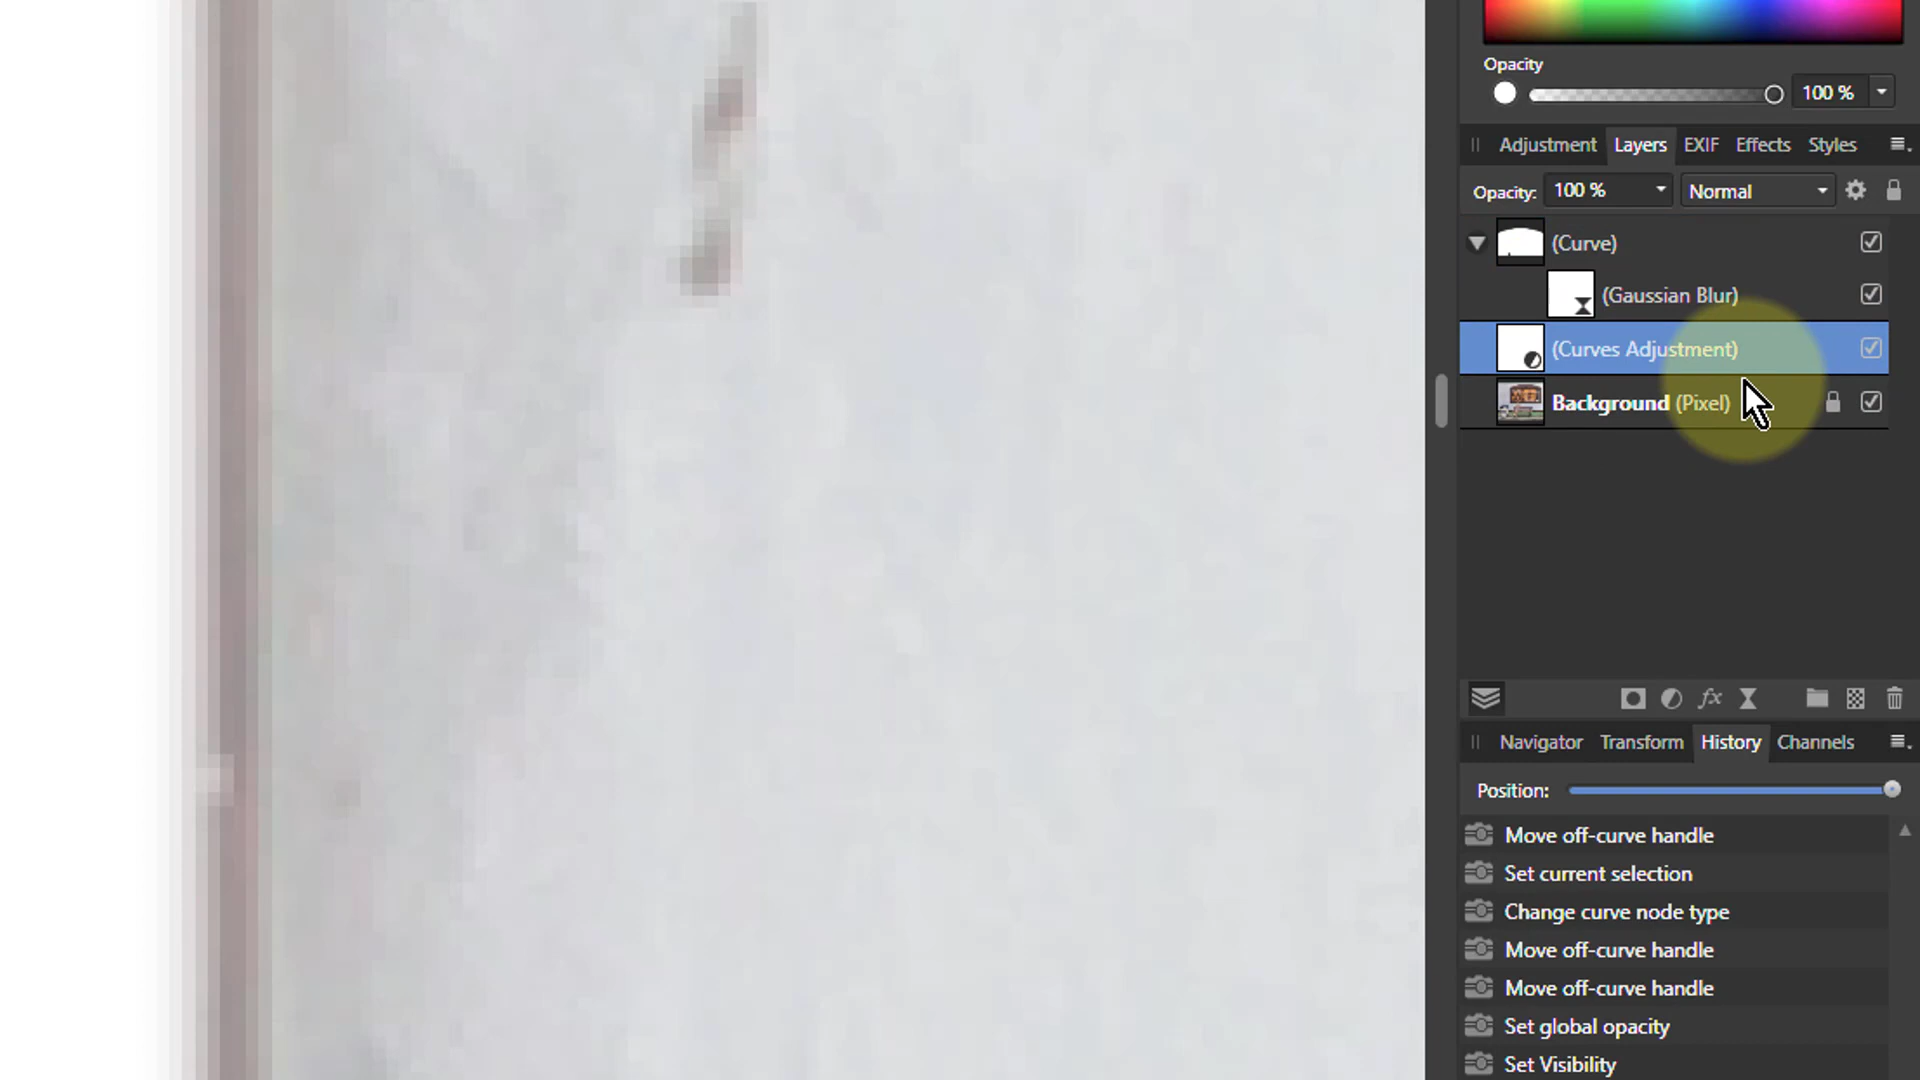 Opacity
100 %
Adjustment Layers EXIF Effects Styles
Opacity: 100 % Normal
(Curve)
(Gaussian Blur)
(Curves Adjustment)
Background (Pixel)
fx
Navigator Transform History Channels
Position:
Move off-curve handle
Set current selection
Change curve node type
Move off-curve handle
Move off-curve handle
Set global opacity
Set Visibility